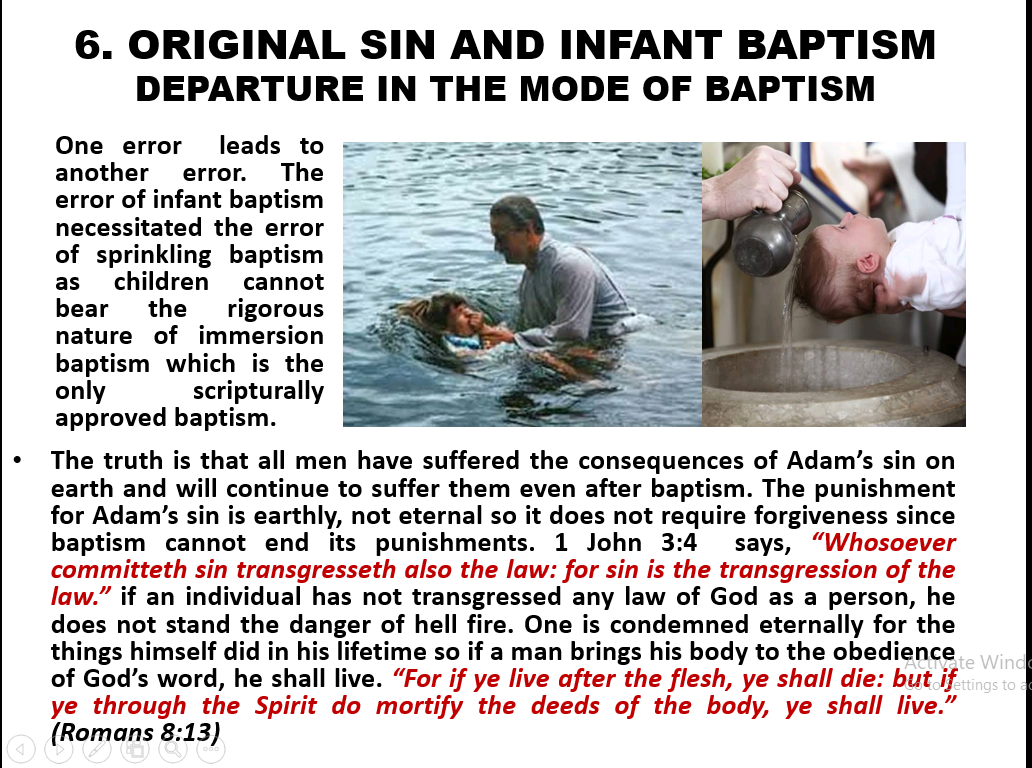 6. ORIGINAL SIN AND INFANT BAPTISM
DEPARTURE IN THE MODE OF BAPTISM
One error leads to
another error. The
error of infant baptism
necessitated the error
of sprinkling baptism
as children cannot
bear the rigorous
nature of immersion
baptism which is the
only scripturally
approved baptism.
• The truth is that all men have suffered the consequences of Adam’s sin on
earth and will continue to suffer them even after baptism. The punishment
for Adam’s sin is earthly, not eternal so it does not require forgiveness since
baptism cannot end its punishments. 1 John 3:4 says, “Whosoever
committeth sin transgresseth also the law: for sin is the transgression of the
law.” if an individual has not transgressed any law of God as a person, he
does not stand the danger of hell fire. One is condemned eternally for the
things himself did in his lifetime so if a man brings his body to the obedience
of God’s word, he shall live. “For if ye live after the flesh, ye shall die: but if
ye through the Spirit do mortify the deeds of the body, ye shall live.”
(Romans 8:13)
Activate Windo
Go to Settings to ac